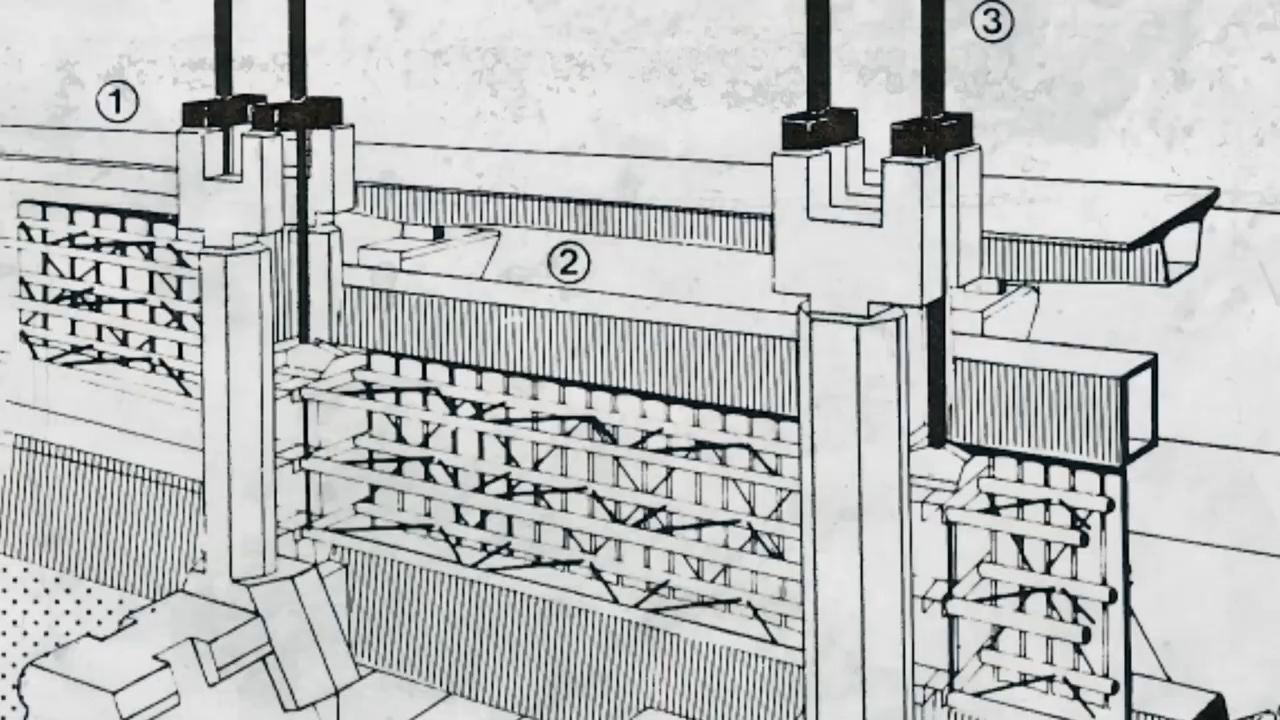 ①
③
②